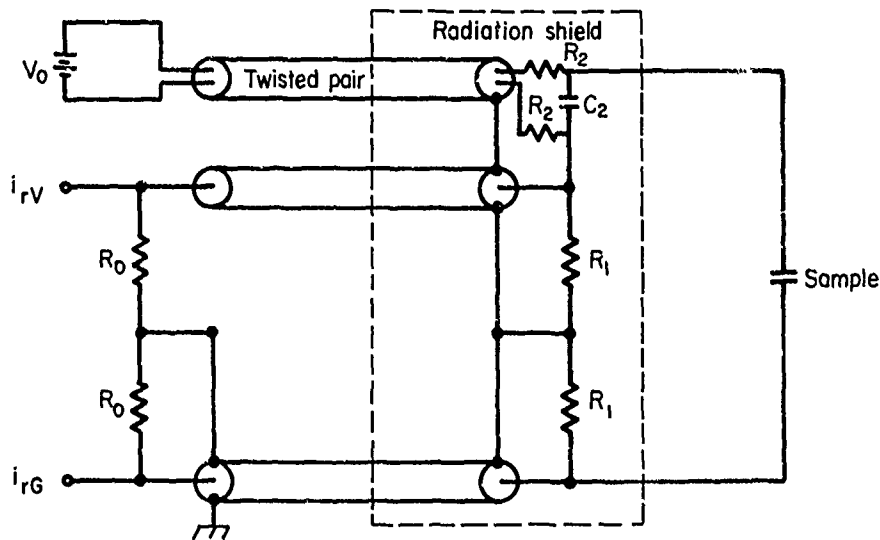 Radiation shield
R2
V0
Twisted pair
R2
C2
irV
R0
R1
Sample
R0
R1
irG